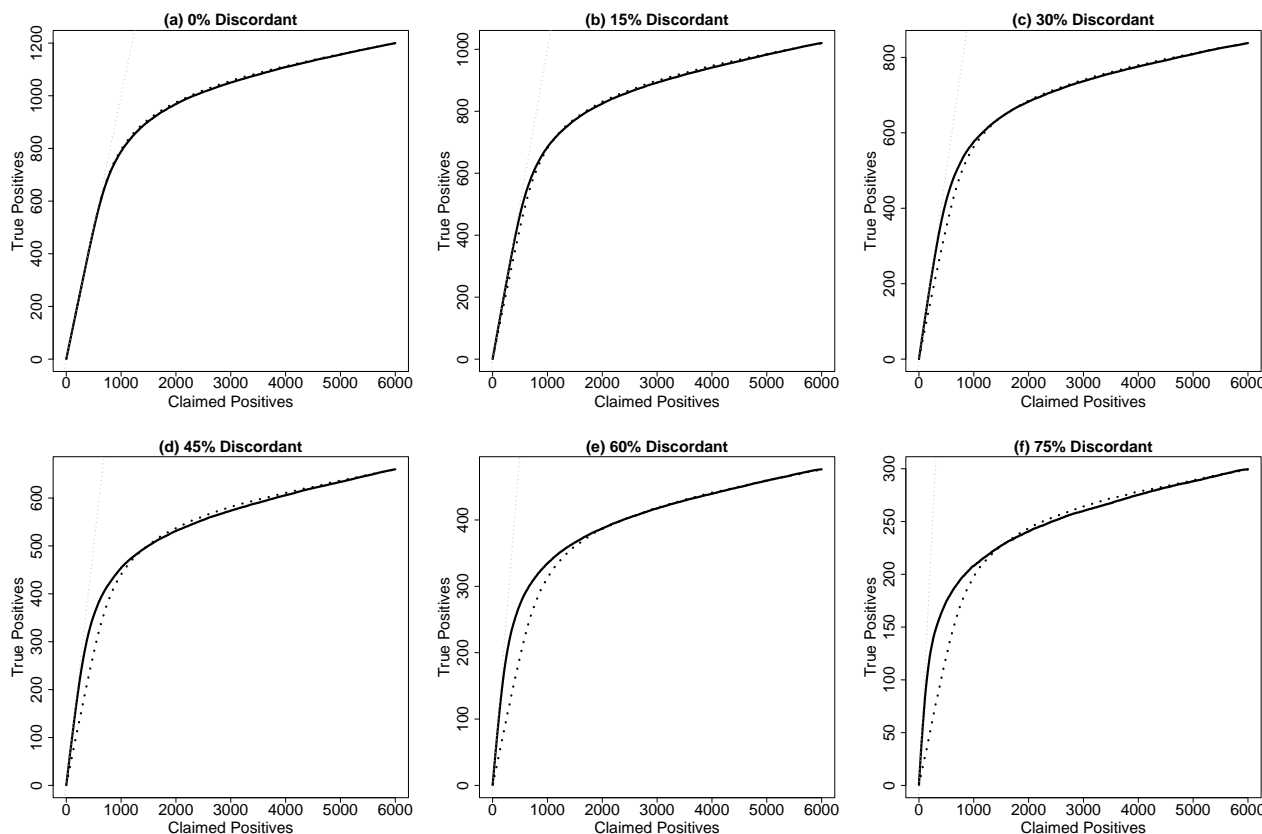 (a) 0% Discordant
True Positives
0 200 400 600 800 1000 1200
0 1000 2000 3000 4000 5000 6000
Claimed Positives
(b) 15% Discordant
True Positives
0 200 400 600 800 1000
0 1000 2000 3000 4000 5000 6000
Claimed Positives
(c) 30% Discordant
True Positives
0 200 400 600 800
0 1000 2000 3000 4000 5000 6000
Claimed Positives
(d) 45% Discordant
True Positives
0 100 200 300 400 500 600
0 1000 2000 3000 4000 5000 6000
Claimed Positives
(e) 60% Discordant
True Positives
0 100 200 300 400
0 1000 2000 3000 4000 5000 6000
Claimed Positives
(f) 75% Discordant
True Positives
0 50 100 150 200 250 300
0 1000 2000 3000 4000 5000 6000
Claimed Positives